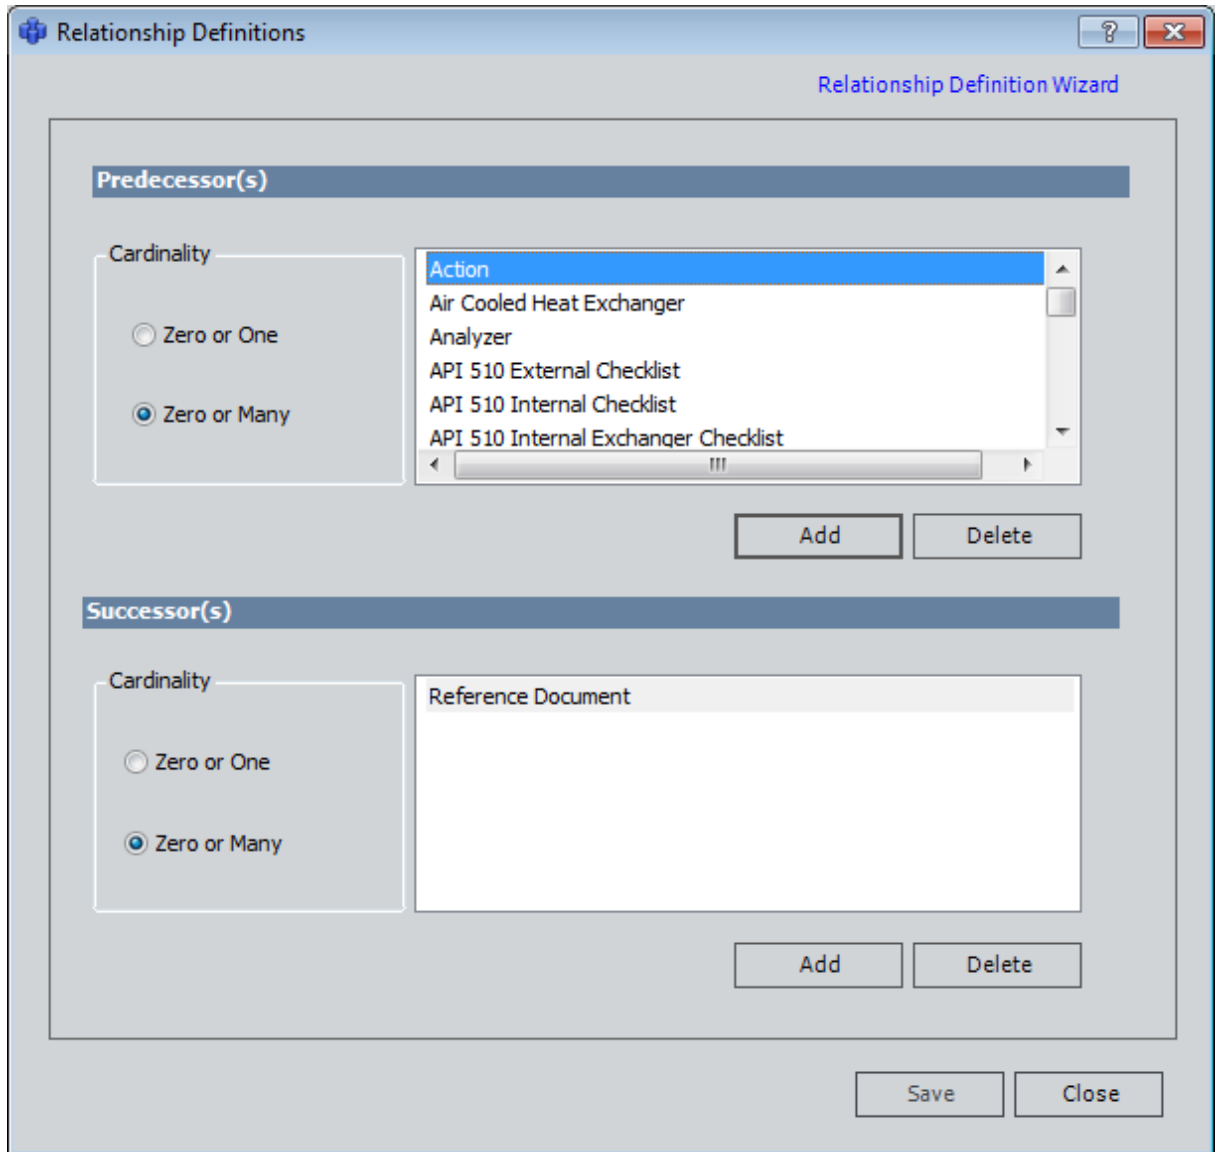 Relationship Definitions
Relationship Definition Wizard
Predecessor(s)
Cardinality
Zero or One
Zero or Many
Action
Air Cooled Heat Exchanger
Analyzer
API 510 External Checklist
API 510 Internal Checklist
API 510 Internal Exchanger Checklist
Add Delete
Successor(s)
Cardinality
Zero or One
Zero or Many
Reference Document
Add Delete
Save Close